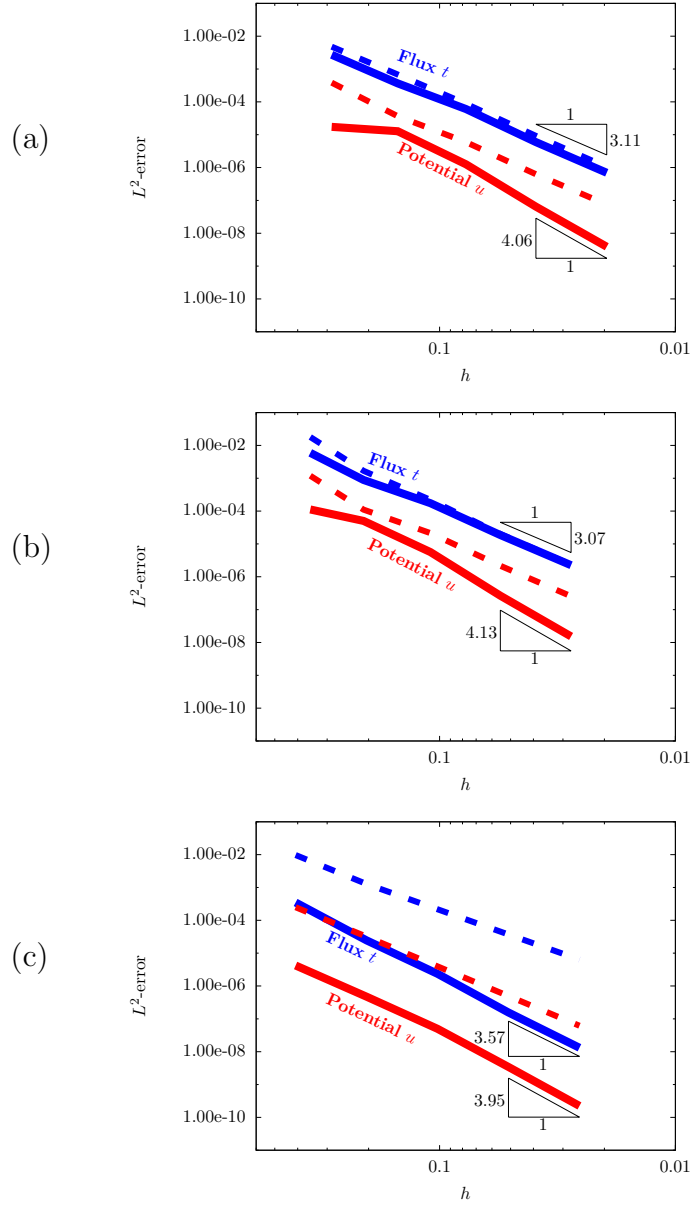 (a)
L²-error
1.00e-02
1.00e-04
1.00e-06
1.00e-08
1.00e-10
Flux t
Potential u
1
3.11
4.06
1
0.1
0.01
h
(b)
L²-error
1.00e-02
1.00e-04
1.00e-06
1.00e-08
1.00e-10
Flux t
Potential u
1
3.07
4.13
1
0.1
0.01
h
(c)
L²-error
1.00e-02
1.00e-04
1.00e-06
1.00e-08
1.00e-10
Flux t
Potential u
3.57
1
3.95
1
0.1
0.01
h